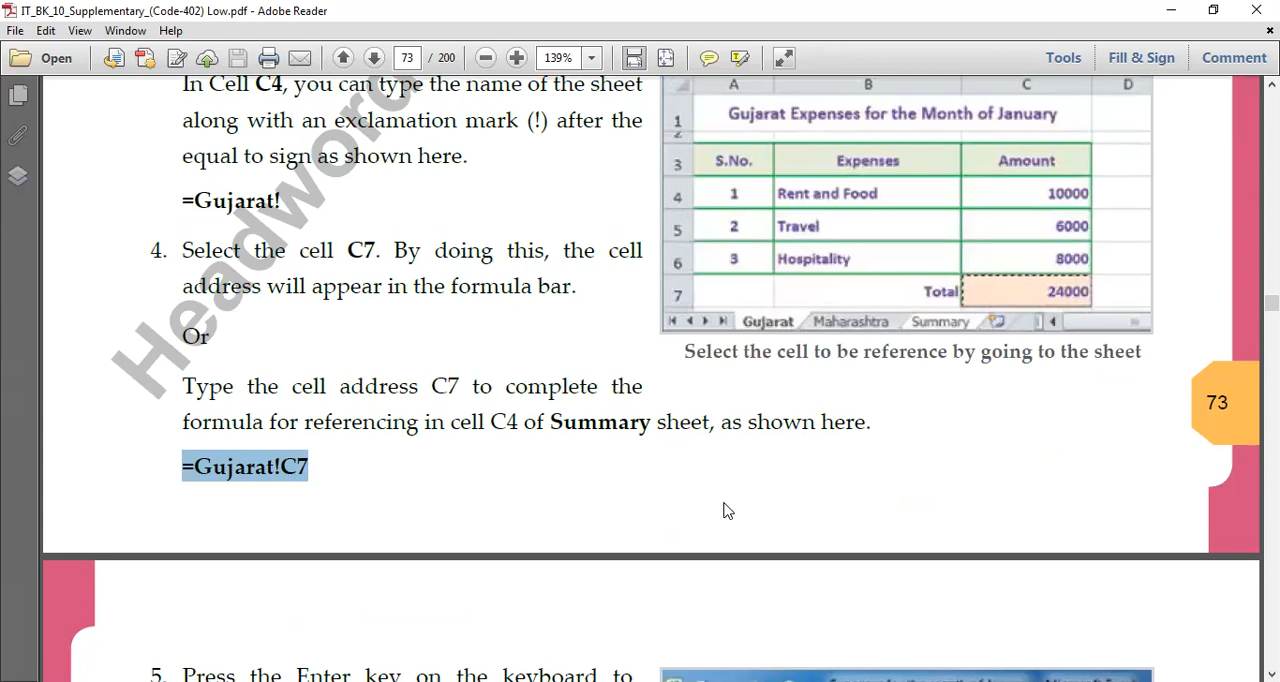 IT_BK_10_Supplementary_(Code-402) Low.pdf - Adobe Reader
File Edit View Window Help
Open 73 / 200 139% Tools Fill & Sign Comment
In Cell C4, you can type the name of the sheet
along with an exclamation mark (!) after the
equal to sign as shown here.
=Gujarat!
4. Select the cell C7. By doing this, the cell
address will appear in the formula bar.
Or
Type the cell address C7 to complete the
formula for referencing in cell C4 of Summary sheet, as shown here.
=Gujarat!C7
A B C D
1 Gujarat Expenses for the Month of January
2
3 S.No. Expenses Amount
4 1 Rent and Food 10000
5 2 Travel 6000
6 3 Hospitality 8000
7 Total 24000
Gujarat Maharashtra Summary
Select the cell to be reference by going to the sheet
73
Headword
5. Press the Enter key on the keyboard to